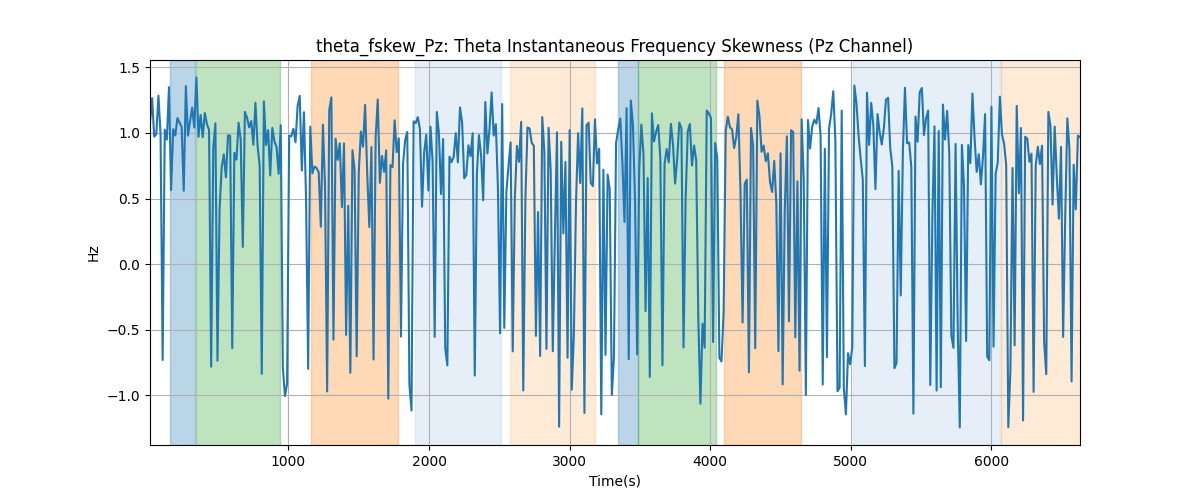 theta_fskew_Pz: Theta Instantaneous Frequency Skewness (Pz Channel)
1.5
1.0
0.5
0.0
−0.5
−1.0
Hz
1000 2000 3000 4000 5000 6000
Time(s)